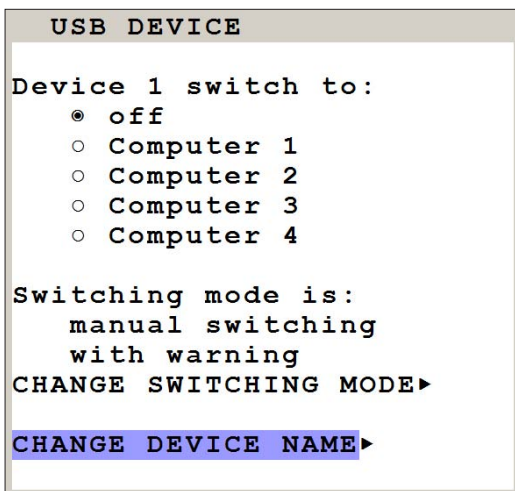 USB DEVICE
Device 1 switch to:
◉ off
○ Computer 1
○ Computer 2
○ Computer 3
○ Computer 4
Switching mode is:
manual switching
with warning
CHANGE SWITCHING MODE▶
CHANGE DEVICE NAME▶